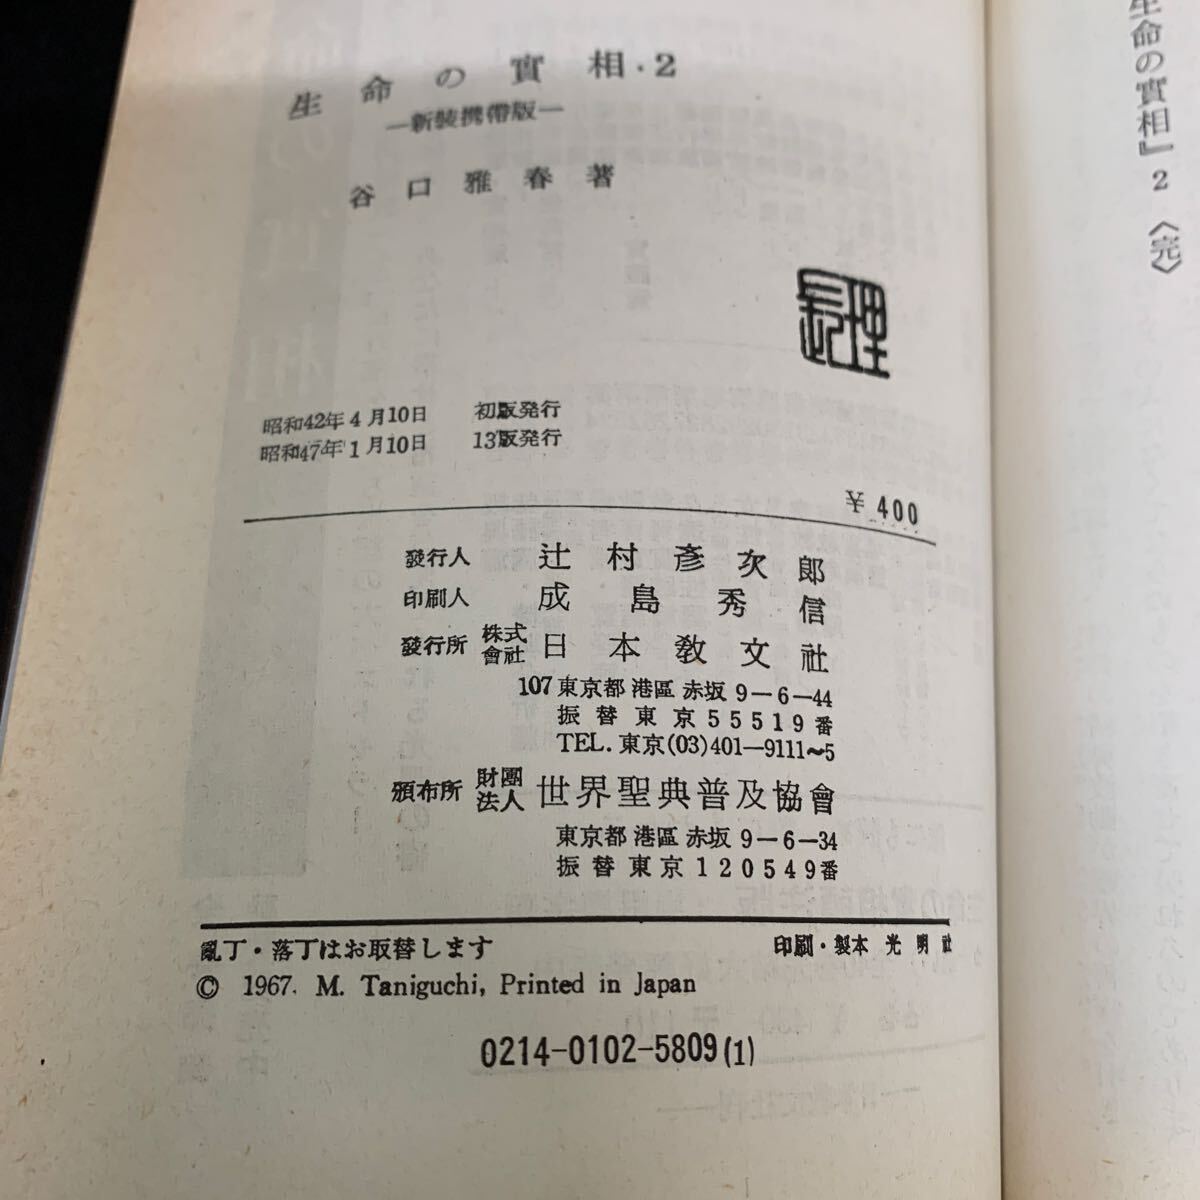 生命の實相・2
―新裝携帶版―
谷口雅春著
昭和42年4月10日 初版発行
昭和47年1月10日 13版発行
¥400
發行人 辻村彥次郎
印刷人 成島秀信
發行所 株式會社 日本敎文社
107東京都港區赤坂9−6−44
振替東京55519番
TEL.東京(03)401―9111〜5
頒布所 財團法人 世界聖典普及協會
東京都港區赤坂9−6−34
振替東京120549番
亂丁・落丁はお取替します 印刷・製本 光明社
© 1967. M. Taniguchi, Printed in Japan
0214-0102-5809(1)
生命の實相』2〈完〉